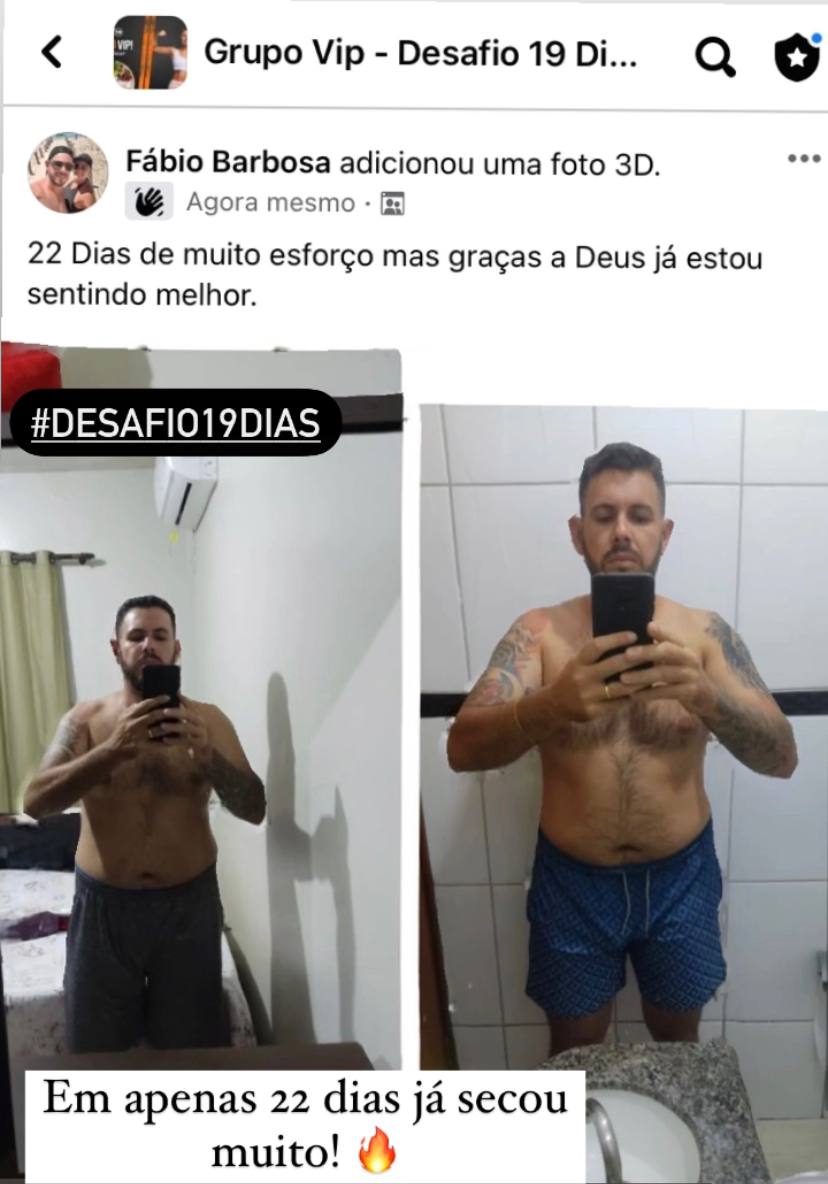 VIP!
Grupo Vip - Desafio 19 Di...
Fábio Barbosa adicionou uma foto 3D.
Agora mesmo ·
22 Dias de muito esforço mas graças a Deus já estou
sentindo melhor.
#DESAFIO19DIAS
Em apenas 22 dias já secou
muito! 🔥